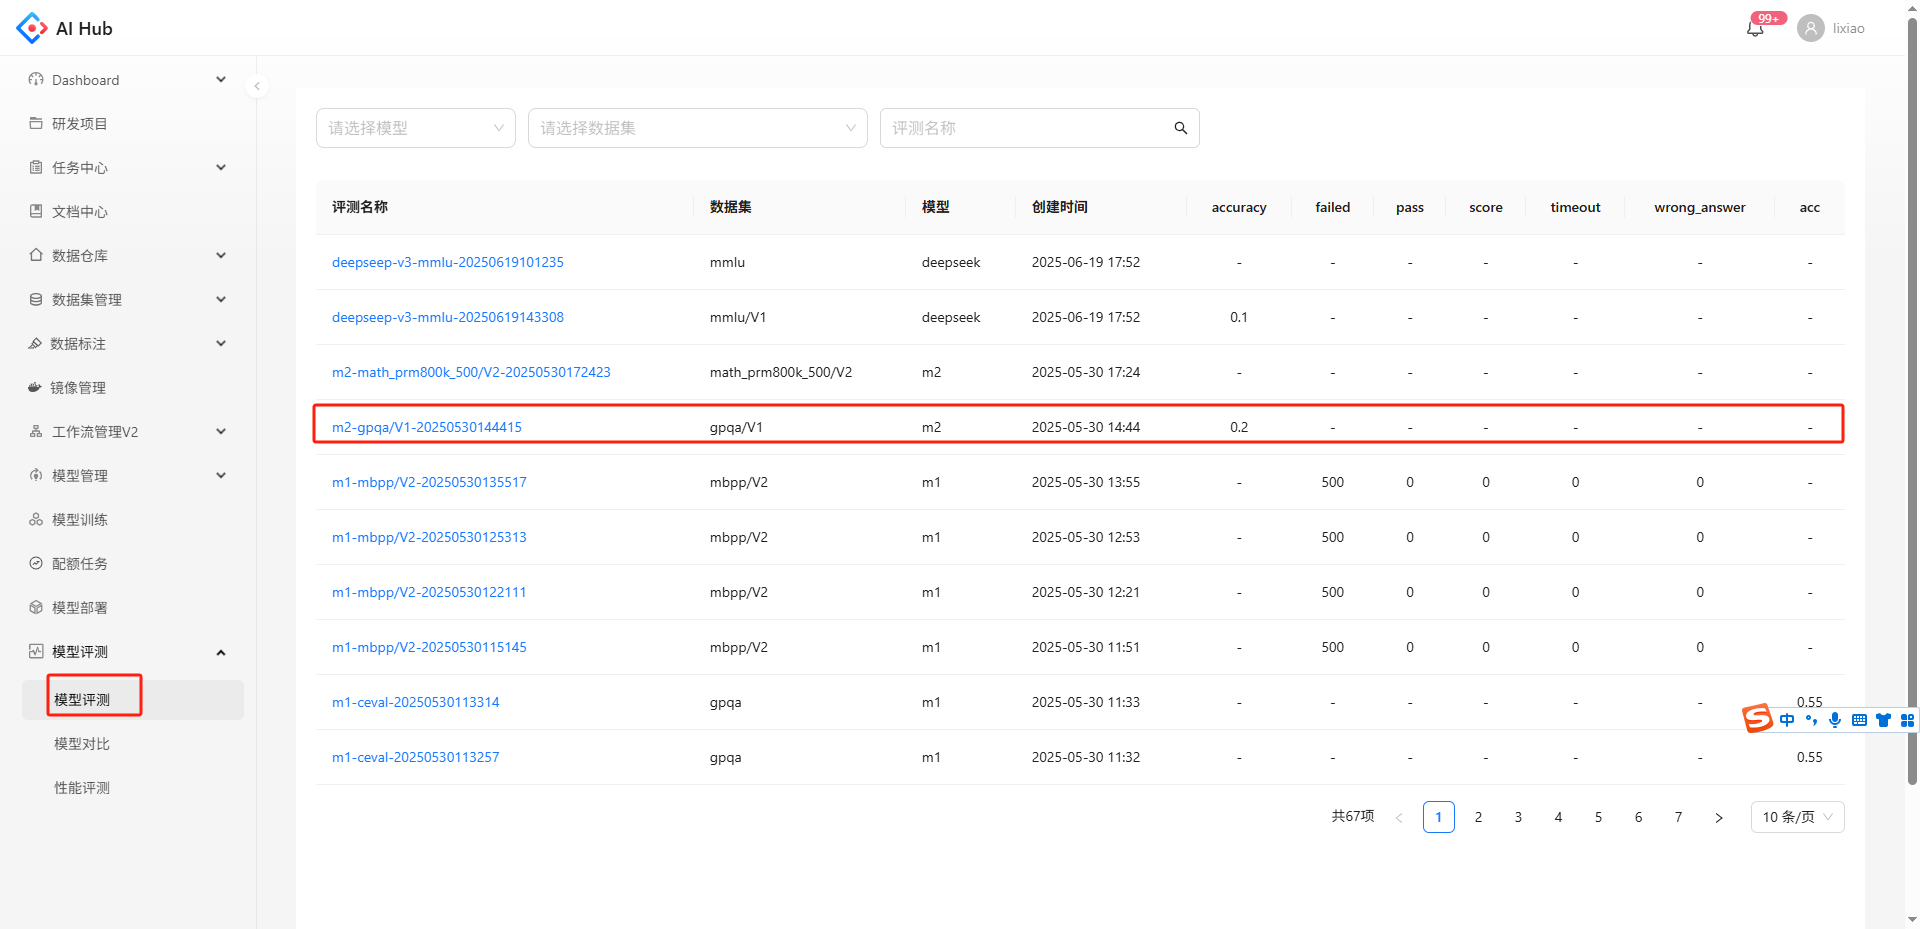 AI Hub
99+
lixiao
Dashboard
研发项目
任务中心
文档中心
数据仓库
数据集管理
数据标注
镜像管理
工作流管理V2
模型管理
模型训练
配额任务
模型部署
模型评测
模型评测
模型对比
性能评测
请选择模型 请选择数据集 评测名称
评测名称 数据集 模型 创建时间 accuracy failed pass score timeout wrong_answer acc
deepseep-v3-mmlu-20250619101235 mmlu deepseek 2025-06-19 17:52 - - - - - - -
deepseep-v3-mmlu-20250619143308 mmlu/V1 deepseek 2025-06-19 17:52 0.1 - - - - - -
m2-math_prm800k_500/V2-20250530172423 math_prm800k_500/V2 m2 2025-05-30 17:24 - - - - - - -
m2-gpqa/V1-20250530144415 gpqa/V1 m2 2025-05-30 14:44 0.2 - - - - - -
m1-mbpp/V2-20250530135517 mbpp/V2 m1 2025-05-30 13:55 - 500 0 0 0 0 -
m1-mbpp/V2-20250530125313 mbpp/V2 m1 2025-05-30 12:53 - 500 0 0 0 0 -
m1-mbpp/V2-20250530122111 mbpp/V2 m1 2025-05-30 12:21 - 500 0 0 0 0 -
m1-mbpp/V2-20250530115145 mbpp/V2 m1 2025-05-30 11:51 - 500 0 0 0 0 -
m1-ceval-20250530113314 gpqa m1 2025-05-30 11:33 - - - - - - 0.55
m1-ceval-20250530113257 gpqa m1 2025-05-30 11:32 - - - - - - 0.55
中
共67项 1 2 3 4 5 6 7 10 条/页